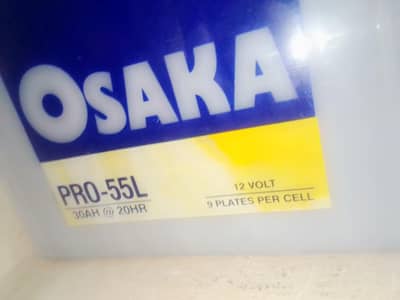 OSAKA
PRO-55L
30AH @ 20HR
12 VOLT
9 PLATES PER CELL